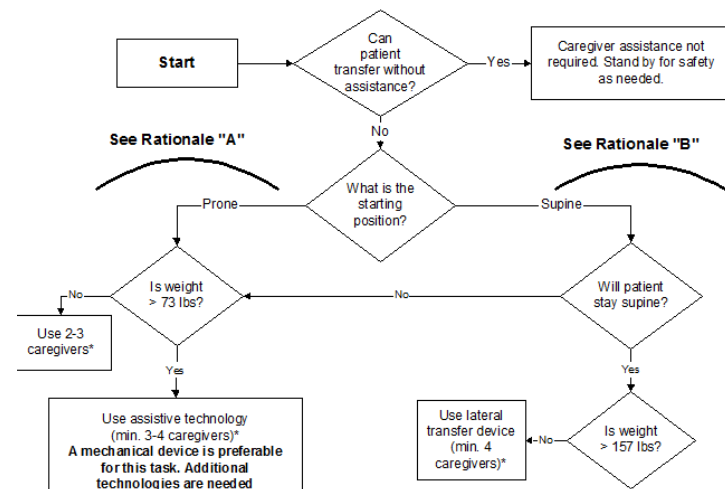 Start
Can
patient
transfer without
assistance?
Yes
Caregiver assistance not
required. Stand by for safety
as needed.
No
See Rationale "A"
See Rationale "B"
What is the
starting
position?
Prone
Supine
Is weight
> 73 lbs?
No
Use 2-3
caregivers*
No
Will patient
stay supine?
Yes
Yes
Use assistive technology
(min. 3-4 caregivers)*
A mechanical device is preferable
for this task. Additional
technologies are needed
Use lateral
transfer device
(min. 4
caregivers)*
No
Is weight
> 157 lbs?